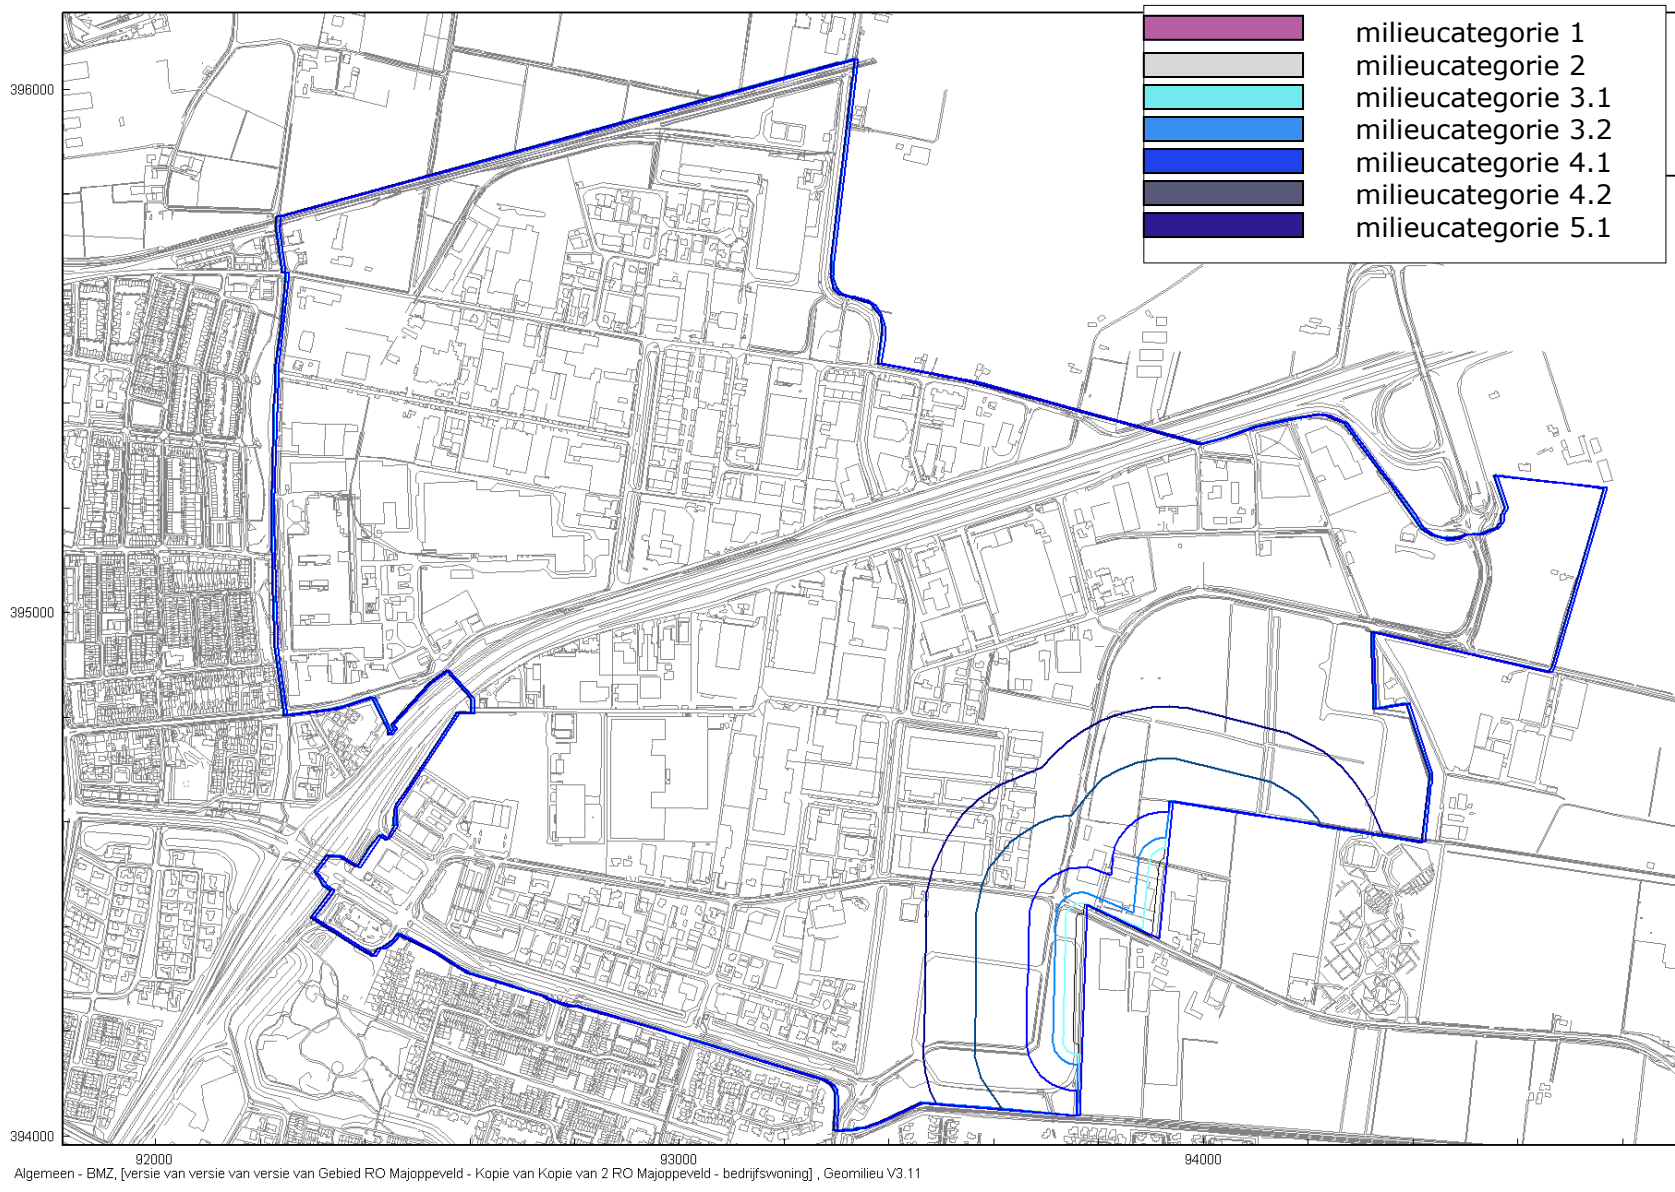 milieucategorie 1
milieucategorie 2
milieucategorie 3.1
milieucategorie 3.2
milieucategorie 4.1
milieucategorie 4.2
milieucategorie 5.1
396000
395000
394000
92000 93000 94000
Algemeen - BMZ, [versie van versie van versie van Gebied RO Majoppeveld - Kopie van Kopie van 2 RO Majoppeveld - bedrijfswoning] , Geomilieu V3.11